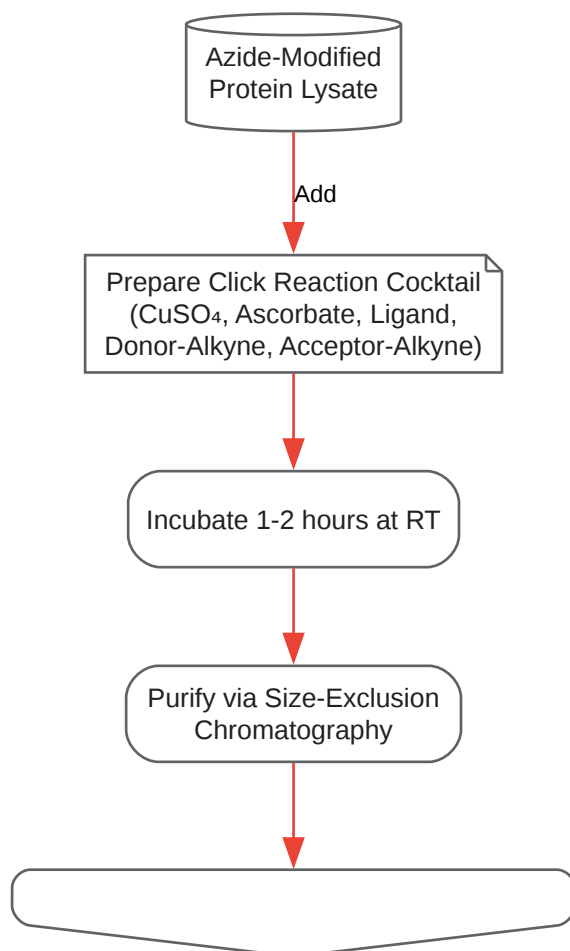 Azide-Modified
Protein Lysate
Add
Prepare Click Reaction Cocktail
(CuSO₄, Ascorbate, Ligand,
Donor-Alkyne, Acceptor-Alkyne)
Incubate 1-2 hours at RT
Purify via Size-Exclusion
Chromatography